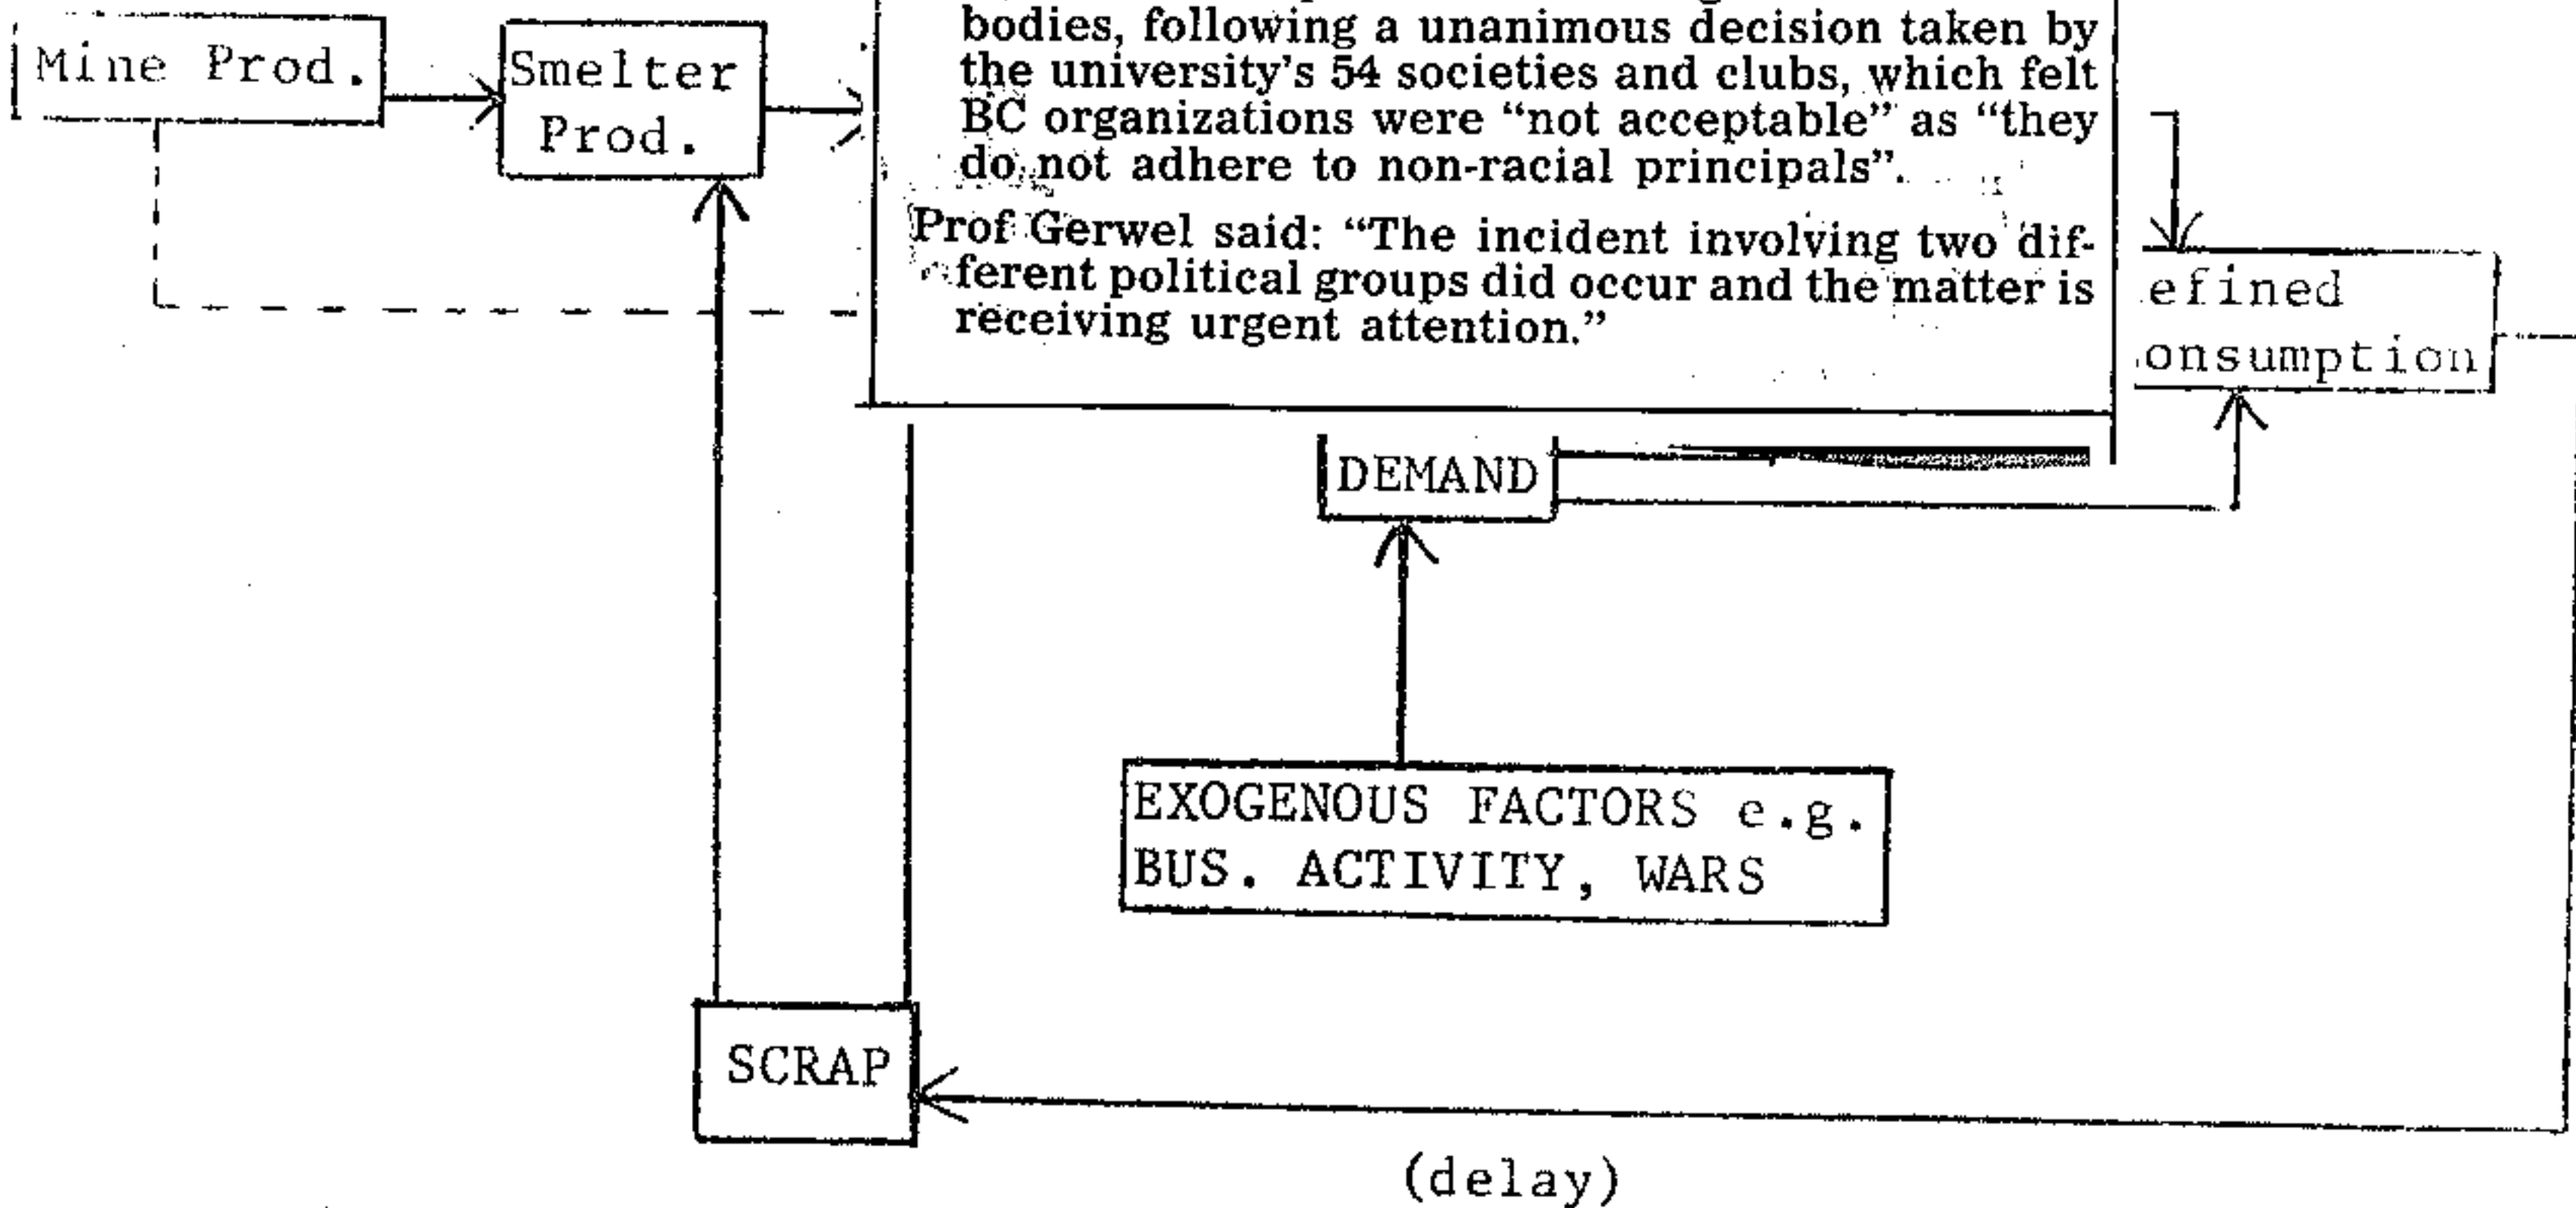 Mine Prod.
Smelter
Prod.
bodies, following a unanimous decision taken by
the university's 54 societies and clubs, which felt
BC organizations were “not acceptable” as “they
do not adhere to non-racial principals”.
Prof Gerwel said: “The incident involving two dif-
ferent political groups did occur and the matter is
receiving urgent attention.”
efined
onsumption
DEMAND
EXOGENOUS FACTORS e.g.
BUS. ACTIVITY, WARS
SCRAP
(delay)